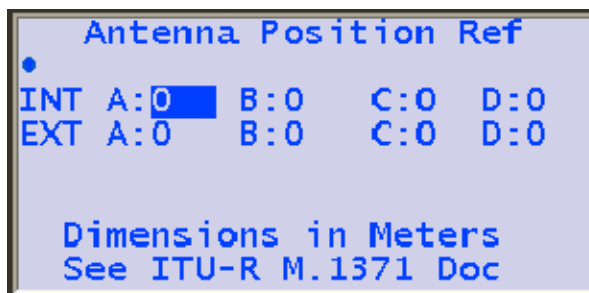 Antenna Position Ref
INT A:0 B:0 C:0 D:0
EXT A:0 B:0 C:0 D:0
Dimensions in Meters
See ITU-R M.1371 Doc